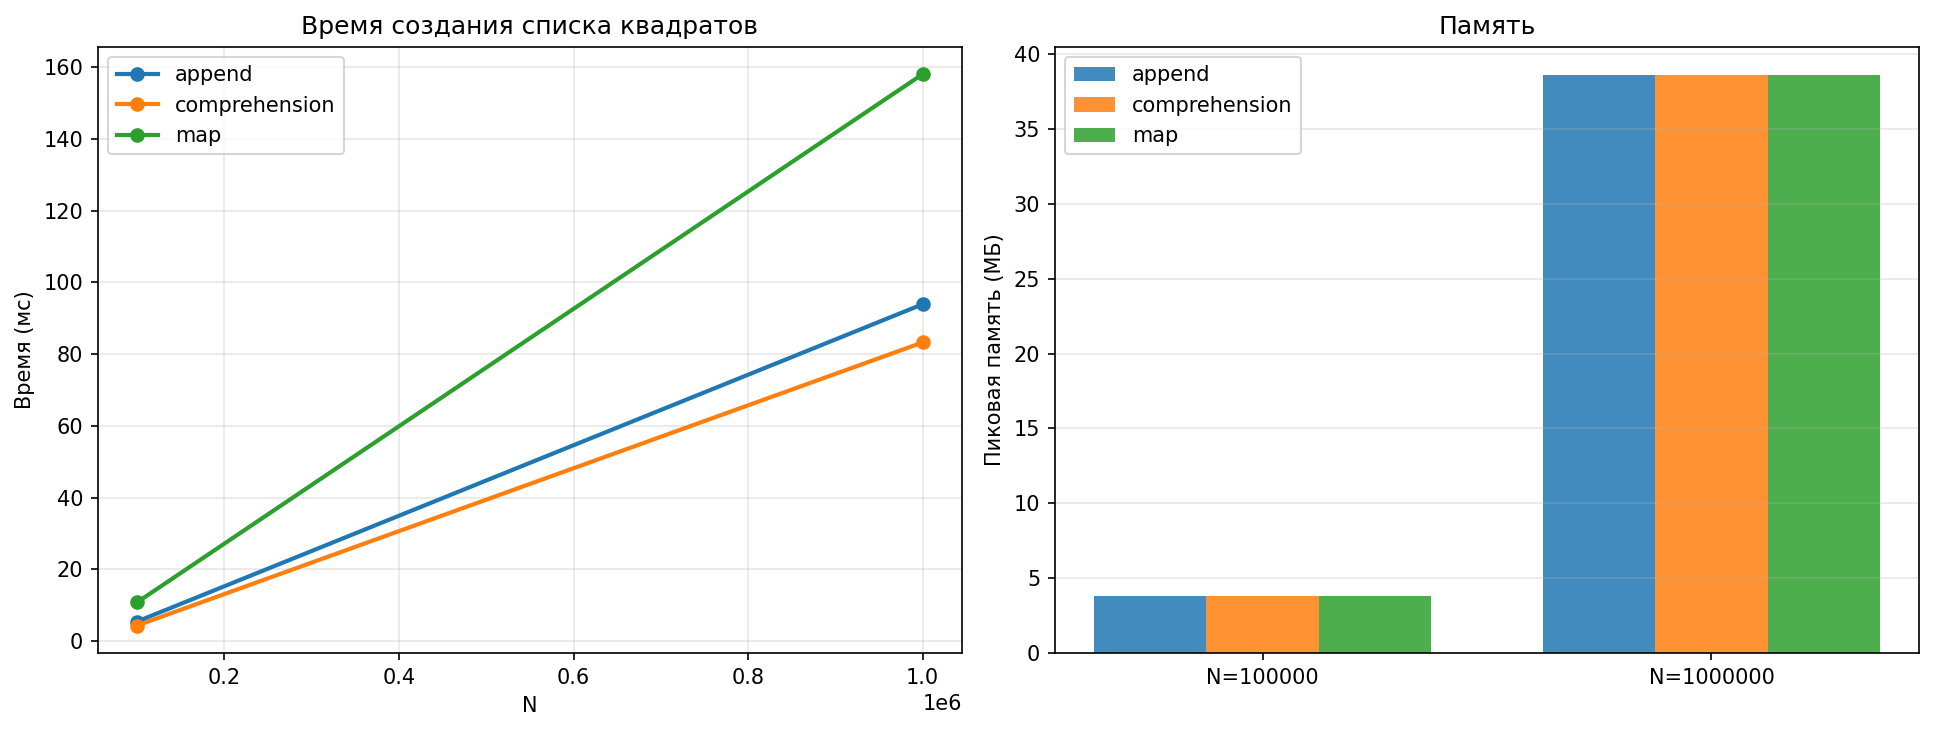 Время создания списка квадратов
append
comprehension
map
Время (мс)
160
140
120
100
80
60
40
20
0
0.2
0.4
0.6
0.8
1.0
1e6
N
Память
append
comprehension
map
Пиковая память (МБ)
40
35
30
25
20
15
10
5
0
N=100000
N=1000000